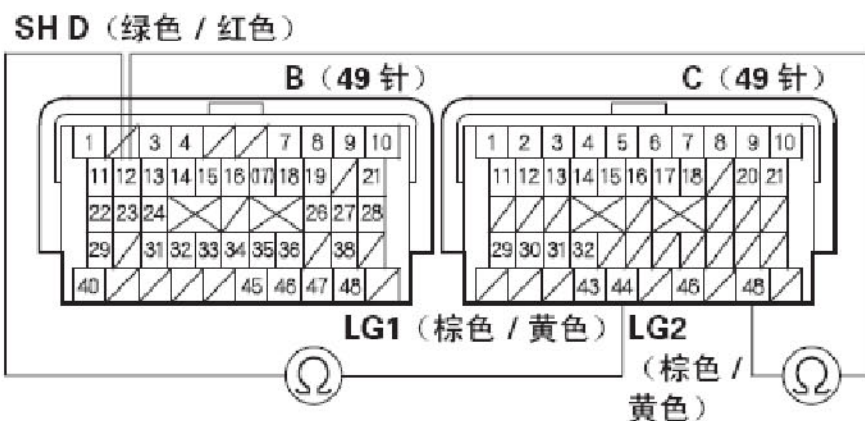 SH D（绿色 / 红色）
B（49 针）
C（49 针）
1 3 4 7 8 9 10
11 12 13 14 15 16 (17) 18 19 21
22 23 24 26 27 28
29 31 32 33 34 35 36 38
40 45 46 47 48
1 2 3 4 5 6 7 8 9 10
11 12 13 14 15 16 17 18 20 21
29 30 31 32
43 44 46 48
LG1（棕色 / 黄色）
LG2
（棕色 /
黄色）
Ω
Ω